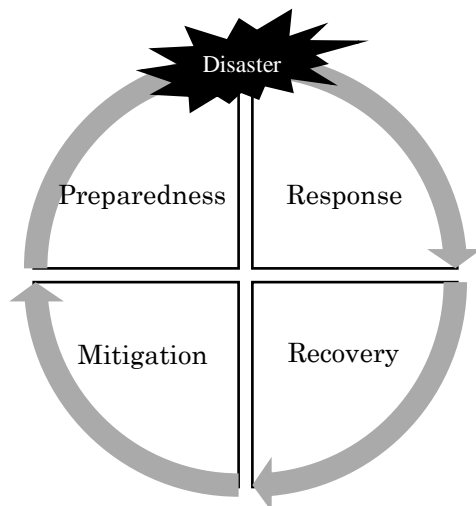 Disaster
Preparedness
Response
Mitigation
Recovery